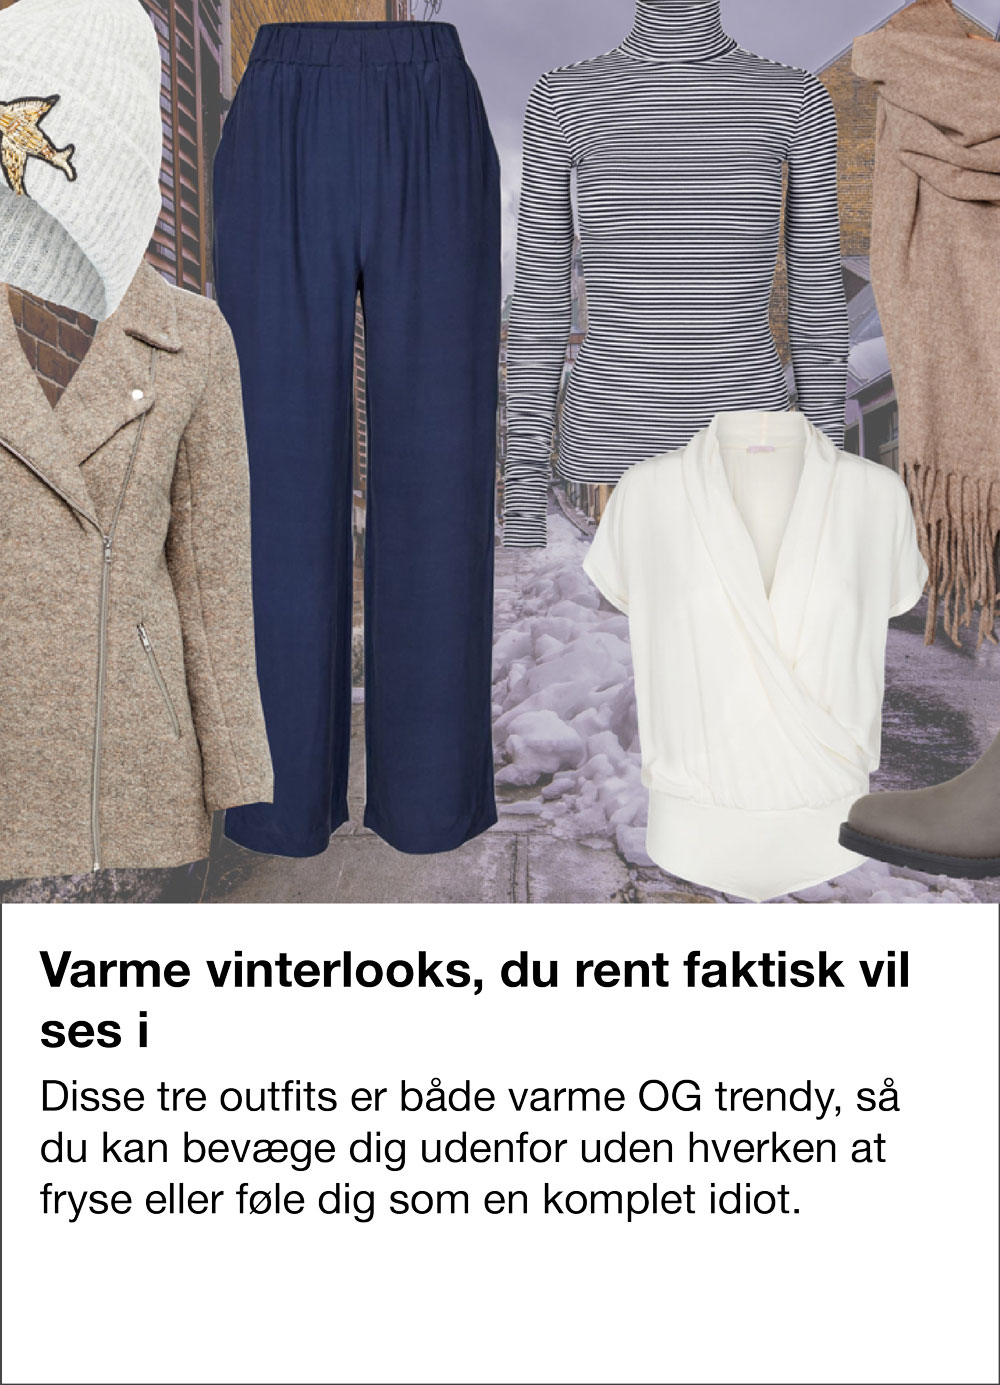 Varme vinterlooks, du rent faktisk vil
ses i
Disse tre outfits er både varme OG trendy, så
du kan bevæge dig udenfor uden hverken at
fryse eller føle dig som en komplet idiot.